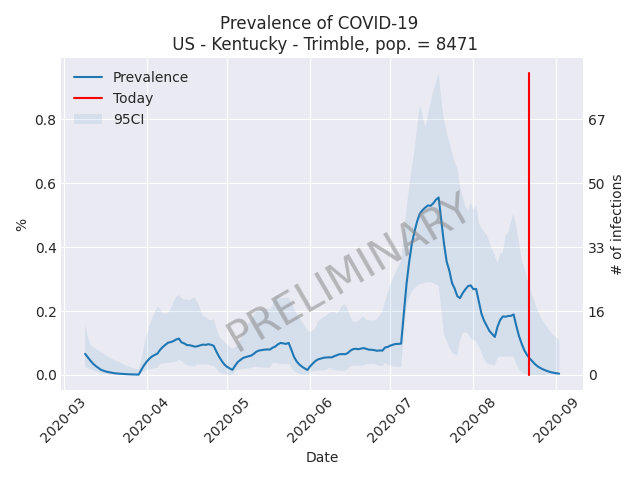 Prevalence of COVID-19
US - Kentucky - Trimble, pop. = 8471
Prevalence
Today
95CI
PRELIMINARY
%
0.8
0.6
0.4
0.2
0.0
# of infections
67
50
33
16
0
2020-03
2020-04
2020-05
2020-06
2020-07
2020-08
2020-09
Date